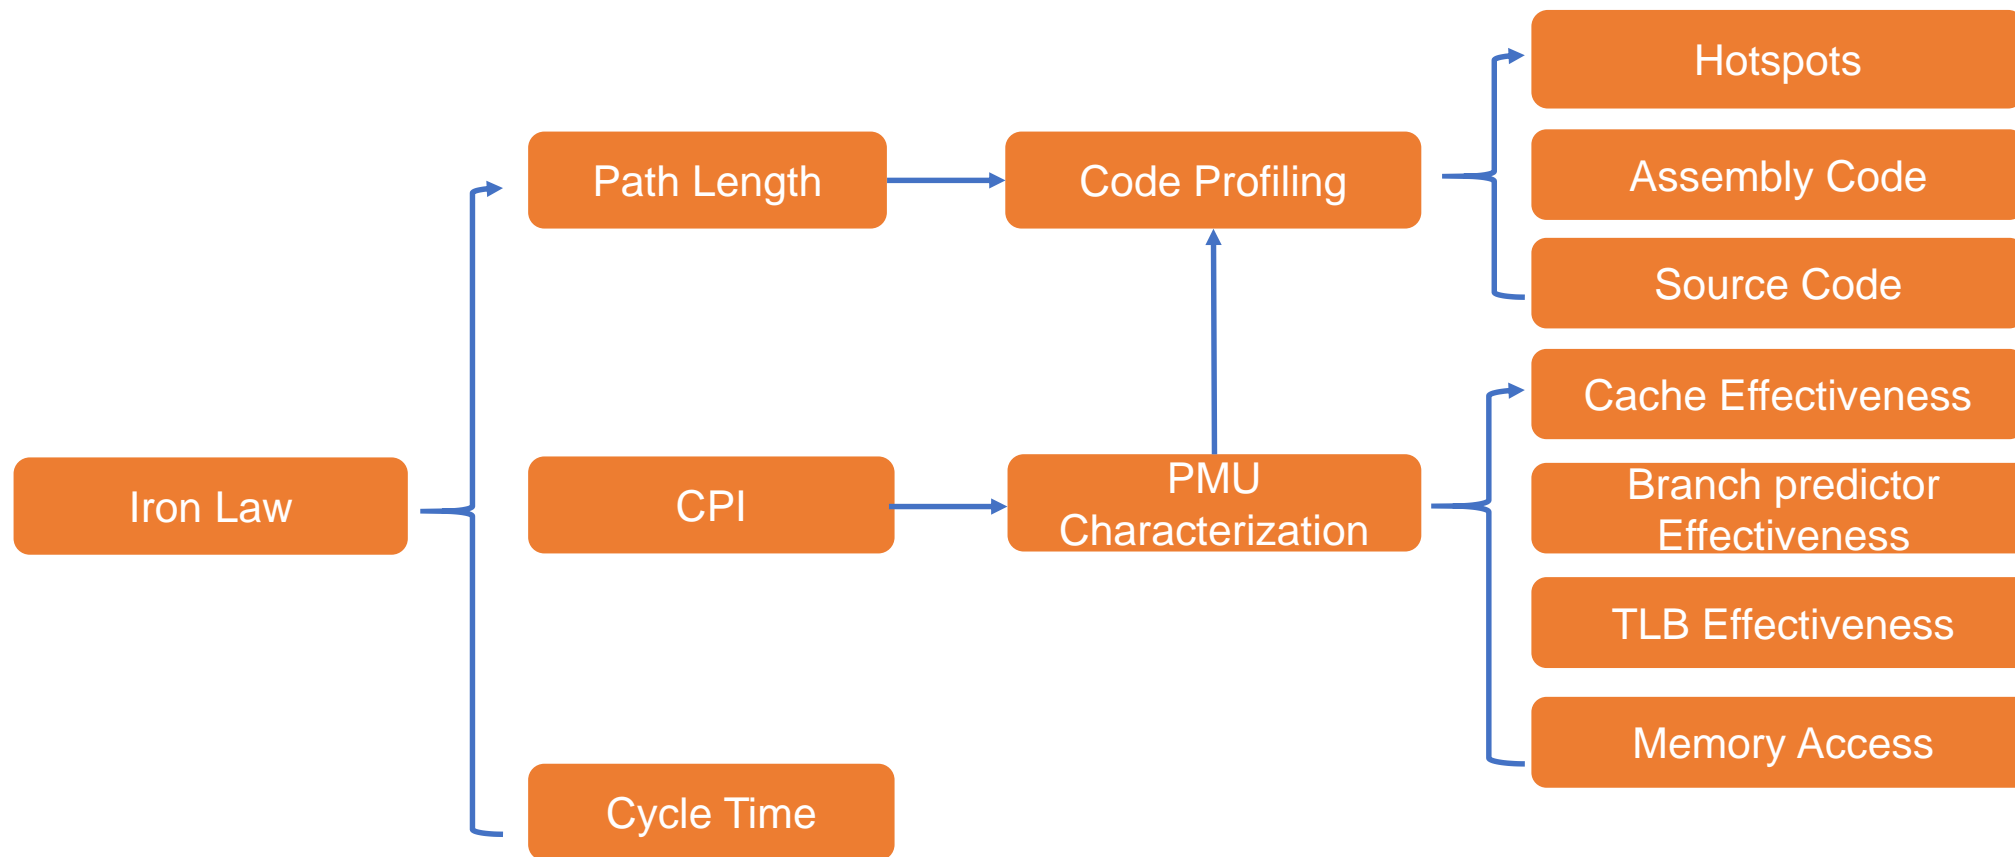 Iron Law
Path Length
CPI
Cycle Time
Code Profiling
PMU
Characterization
Hotspots
Assembly Code
Source Code
Cache Effectiveness
Branch predictor
Effectiveness
TLB Effectiveness
Memory Access